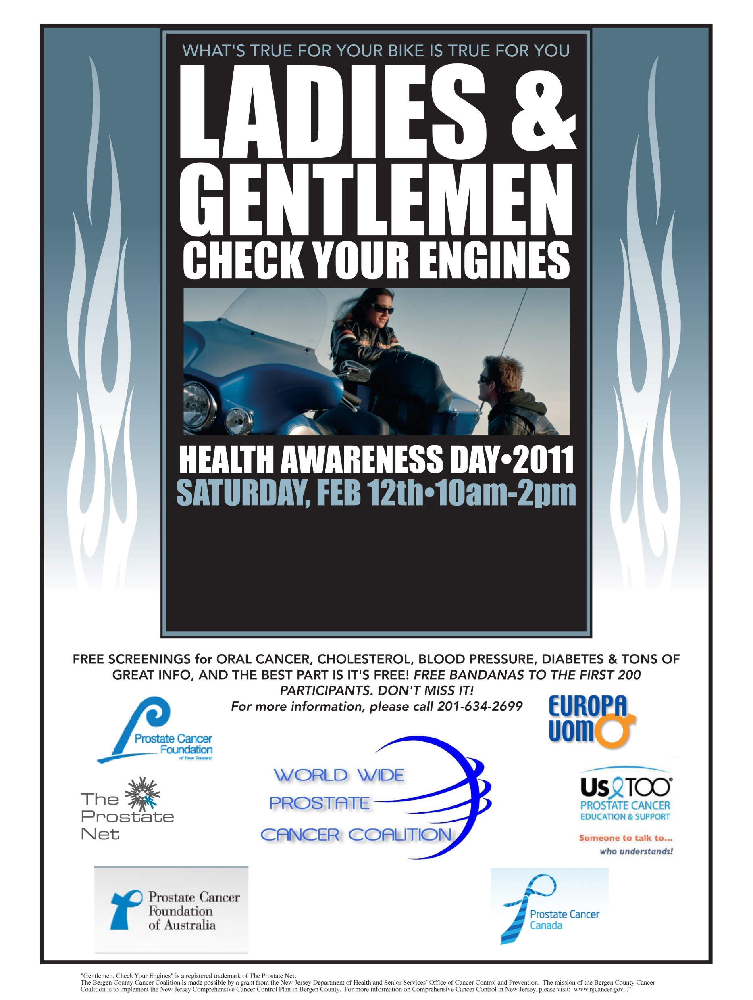 WHAT'S TRUE FOR YOUR BIKE IS TRUE FOR YOU
LADIES &
GENTLEMEN
CHECK YOUR ENGINES
HEALTH AWARENESS DAY•2011
SATURDAY, FEB 12th•10am-2pm
FREE SCREENINGS for ORAL CANCER, CHOLESTEROL, BLOOD PRESSURE, DIABETES & TONS OF
GREAT INFO, AND THE BEST PART IS IT'S FREE! FREE BANDANAS TO THE FIRST 200
PARTICIPANTS. DON'T MISS IT!
For more information, please call 201-634-2699
Prostate Cancer
Foundation
of New Zealand
EUROPA
UOMO
The
Prostate
Net
WORLD WIDE
PROSTATE
CANCER COALITION
Us TOO®
PROSTATE CANCER
EDUCATION & SUPPORT
Someone to talk to...
who understands!
Prostate Cancer
Foundation
of Australia
Prostate Cancer
Canada
"Gentlemen, Check Your Engines" is a registered trademark of The Prostate Net.
The Bergen County Cancer Coalition is made possible by a grant from the New Jersey Department of Health and Senior Services’ Office of Cancer Control and Prevention. The mission of the Bergen County Cancer
Coalition is to implement the New Jersey Comprehensive Cancer Control Plan in Bergen County. For more information on Comprehensive Cancer Control in New Jersey, please visit: www.njcancer.gov. .”